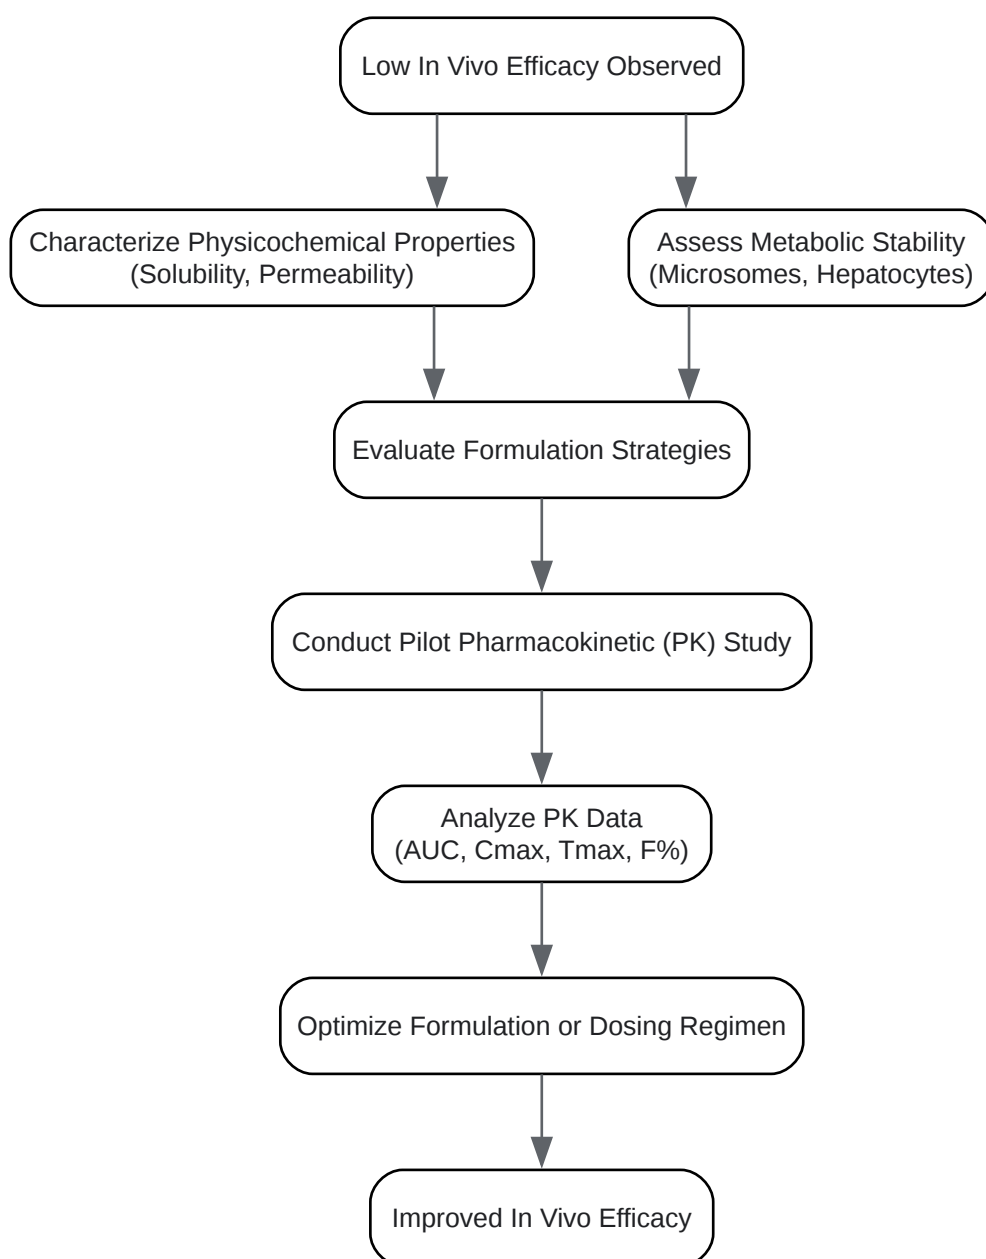 Low In Vivo Efficacy Observed
Characterize Physicochemical Properties
(Solubility, Permeability)
Assess Metabolic Stability
(Microsomes, Hepatocytes)
Evaluate Formulation Strategies
Conduct Pilot Pharmacokinetic (PK) Study
Analyze PK Data
(AUC, Cmax, Tmax, F%)
Optimize Formulation or Dosing Regimen
Improved In Vivo Efficacy